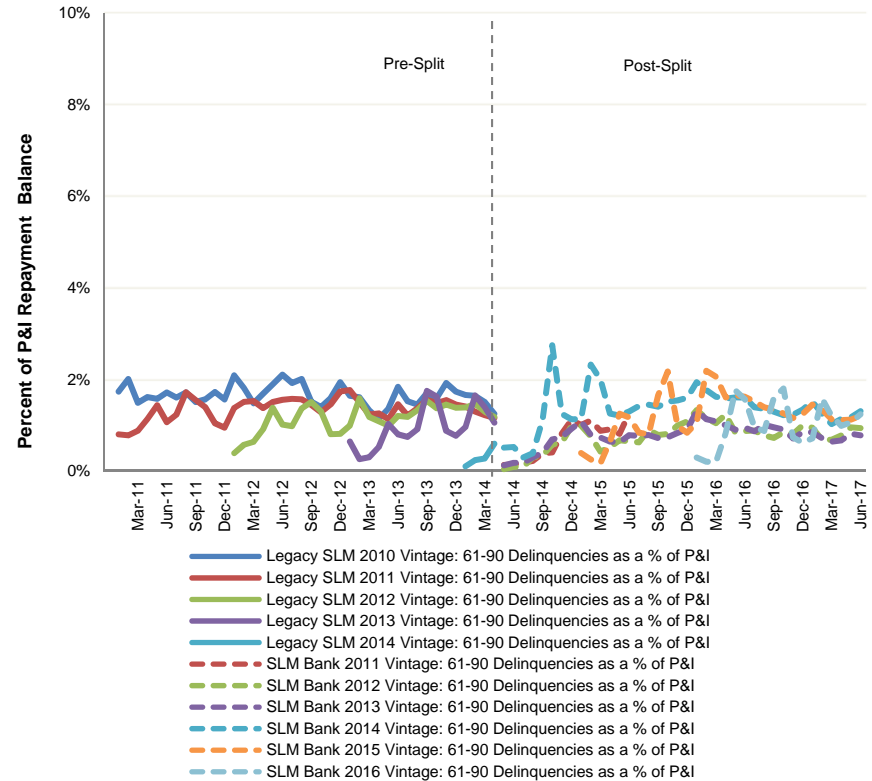 10%
Pre-Split
Post-Split
8%
6%
4%
2%
0%
Percent of P&I Repayment Balance
Mar-11
Jun-11
Sep-11
Dec-11
Mar-12
Jun-12
Sep-12
Dec-12
Mar-13
Jun-13
Sep-13
Dec-13
Mar-14
Jun-14
Sep-14
Dec-14
Mar-15
Jun-15
Sep-15
Dec-15
Mar-16
Jun-16
Sep-16
Dec-16
Mar-17
Jun-17
Legacy SLM 2010 Vintage: 61-90 Delinquencies as a % of P&I
Legacy SLM 2011 Vintage: 61-90 Delinquencies as a % of P&I
Legacy SLM 2012 Vintage: 61-90 Delinquencies as a % of P&I
Legacy SLM 2013 Vintage: 61-90 Delinquencies as a % of P&I
Legacy SLM 2014 Vintage: 61-90 Delinquencies as a % of P&I
SLM Bank 2011 Vintage: 61-90 Delinquencies as a % of P&I
SLM Bank 2012 Vintage: 61-90 Delinquencies as a % of P&I
SLM Bank 2013 Vintage: 61-90 Delinquencies as a % of P&I
SLM Bank 2014 Vintage: 61-90 Delinquencies as a % of P&I
SLM Bank 2015 Vintage: 61-90 Delinquencies as a % of P&I
SLM Bank 2016 Vintage: 61-90 Delinquencies as a % of P&I